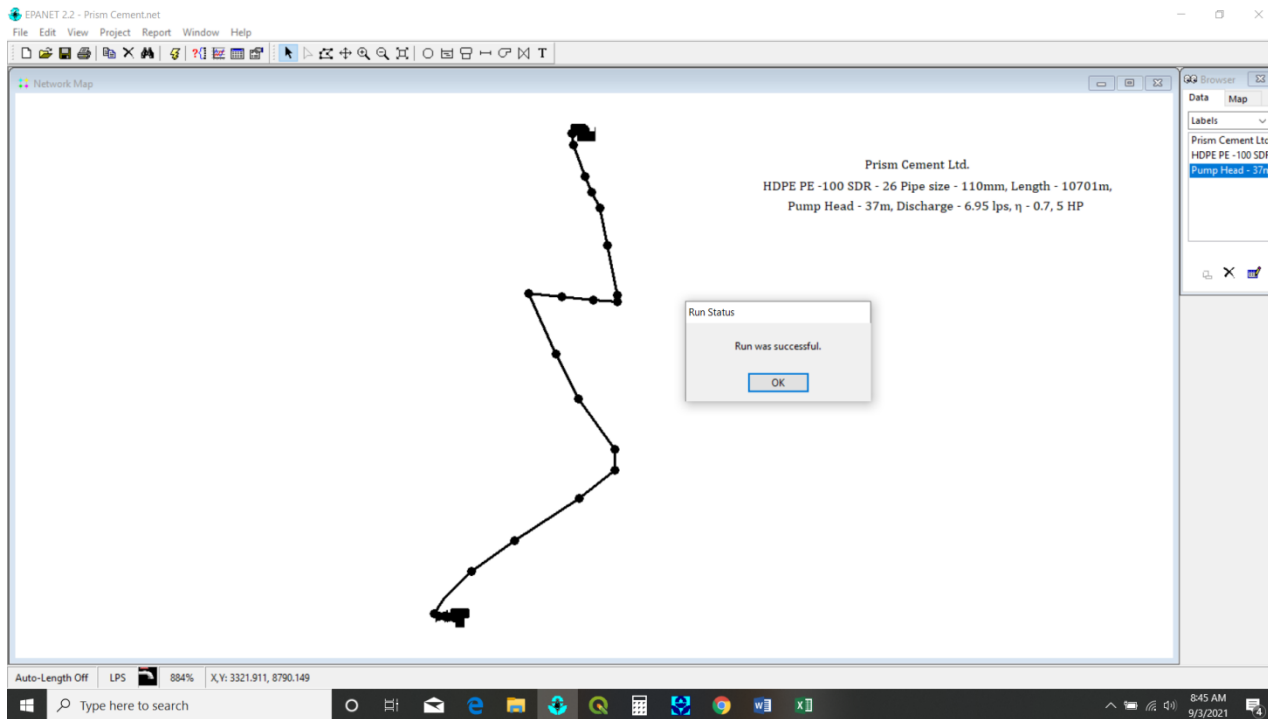 EPANET 2.2 - Prism Cement.net
File Edit View Project Report Window Help
T
Network Map
Browser
Data Map
Labels
Prism Cement Ltd
HDPE PE -100 SDR
Pump Head - 37m
Prism Cement Ltd.
HDPE PE -100 SDR - 26 Pipe size - 110mm, Length - 10701m,
Pump Head - 37m, Discharge - 6.95 lps, η - 0.7, 5 HP
Run Status
Run was successful.
OK
Auto-Length Off LPS 884% X,Y: 3321.911, 8790.149
Type here to search
8:45 AM
9/3/2021
4